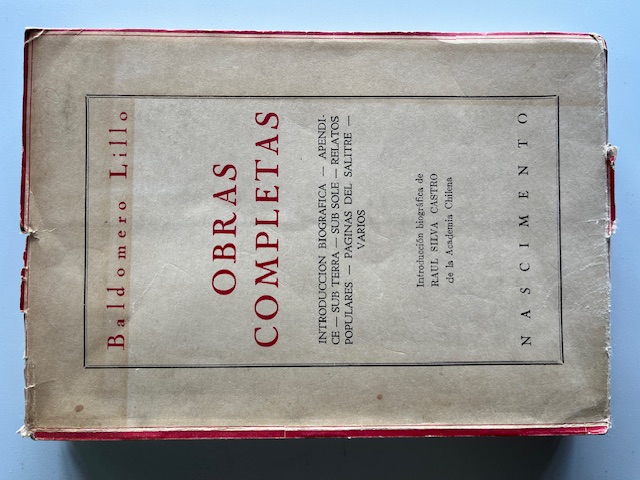 Baldomero Lillo
OBRAS
COMPLETAS
INTRODUCCION BIOGRAFICA — APENDI-
CE — SUB TERRA — SUB SOLE — RELATOS
POPULARES — PAGINAS DEL SALITRE —
VARIOS
Introducción biográfica de
RAUL SILVA CASTRO
de la Academia Chilena
NASCIMENTO